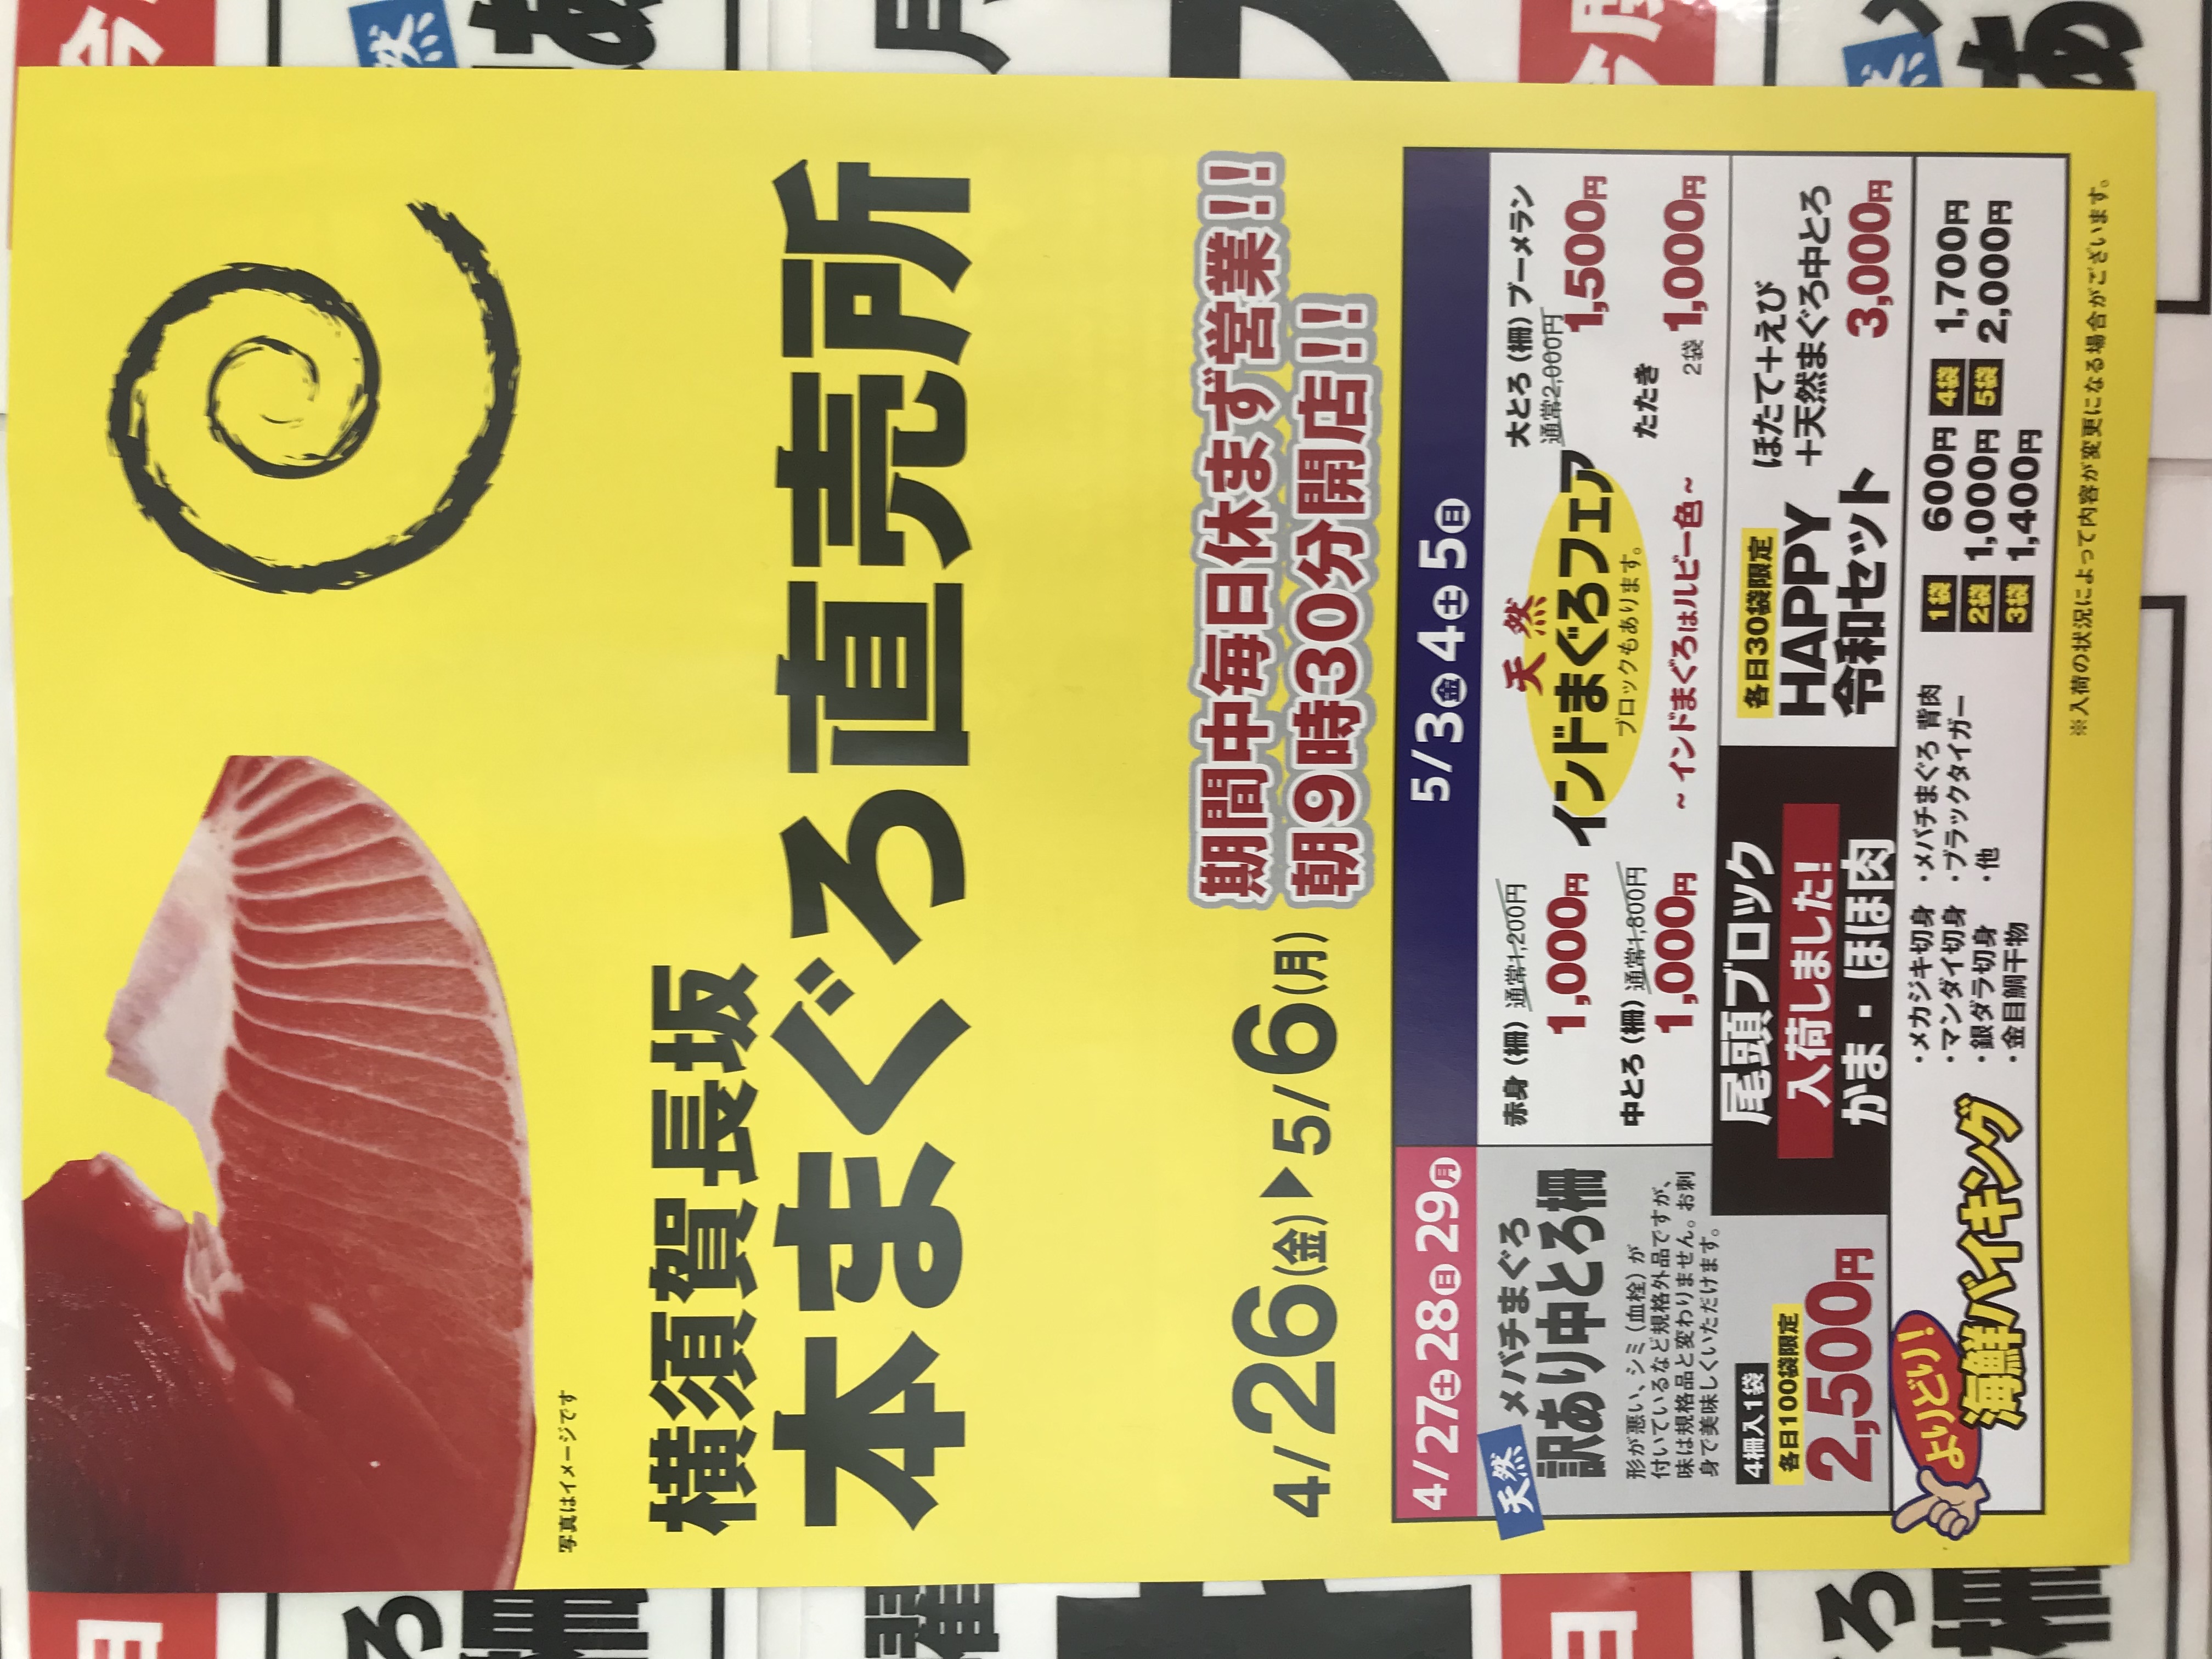 写真はイメージです
横須賀長坂
本まぐろ直売所
4/26(金)▶5/6(月)
期間中毎日休まず営業!!
朝9時30分開店!!
4/27土28日29月
天然
メバチまぐろ
訳あり中とろ柵
形が悪い、シミ(血栓)が
付いているなど規格外品ですが、
味は規格品と変わりません。お刺
身で美味しくいただけます。
4柵入1袋
各日100袋限定
2,500円
5/3金4土5日
赤身(柵)通常1,200円
1,000円
中とろ(柵)通常1,800円
1,000円
天然
インドまぐろフェア
ブロックもあります。
~インドまぐろはルビー色~
大とろ(柵)ブーメラン
通常2,000円
1,500円
たたき
2袋 1,000円
尾頭ブロック
入荷しました!
かま・ほほ肉
各日30袋限定
HAPPY
令和セット
ほたて+えび
+天然まぐろ中とろ
3,000円
よりどり!
海鮮バイキング
・メカジキ切身
・マンダイ切身
・銀ダラ切身
・金目鯛干物
・メバチまぐろ 背肉
・ブラックタイガー
・他
1袋 600円
2袋 1,000円
3袋 1,400円
4袋 1,700円
5袋 2,000円
※入荷の状況によって内容が変更になる場合がございます。